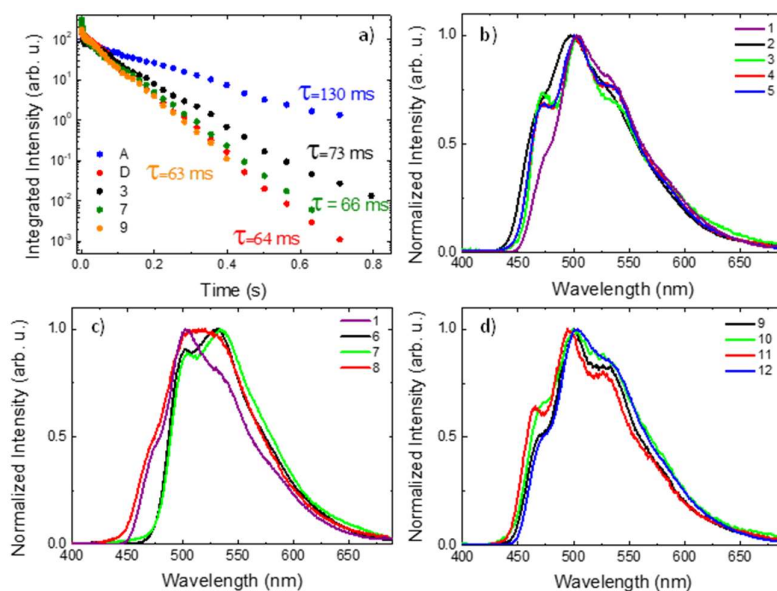 a)
Integrated Intensity (arb. u.)
10²
10¹
10⁰
10⁻¹
10⁻²
10⁻³
τ=130 ms
τ=73 ms
τ=63 ms
τ = 66 ms
τ=64 ms
A
D
3
7
9
0.0 0.2 0.4 0.6 0.8
Time (s)
b)
Normalized Intensity (arb. u.)
1.0
0.5
0.0
1
2
3
4
5
400 450 500 550 600 650
Wavelength (nm)
c)
Normalized Intensity (arb. u.)
1.0
0.5
0.0
1
6
7
8
400 450 500 550 600 650
Wavelength (nm)
d)
Normalized Intensity (arb. u.)
1.0
0.5
0.0
9
10
11
12
400 450 500 550 600 650
Wavelength (nm)